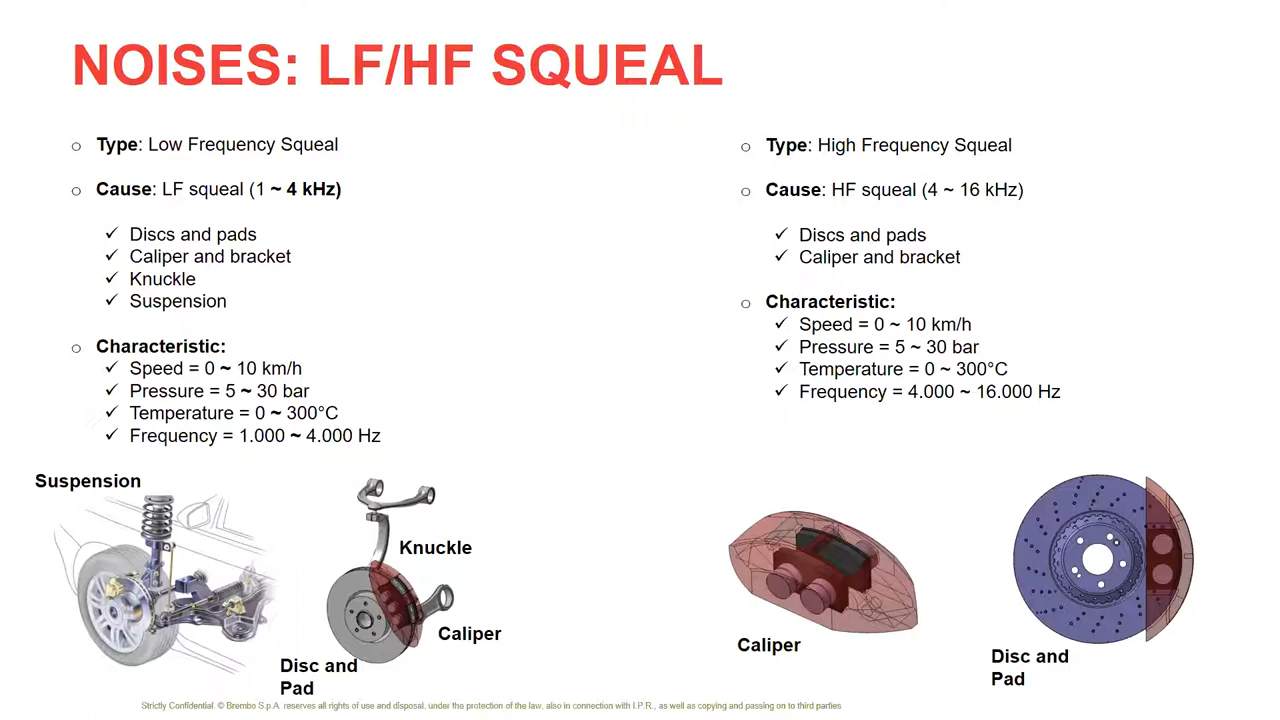 NOISES: LF/HF SQUEAL
o Type: Low Frequency Squeal
o Cause: LF squeal (1 ~ 4 kHz)
✓ Discs and pads
✓ Caliper and bracket
✓ Knuckle
✓ Suspension
o Characteristic:
✓ Speed = 0 ~ 10 km/h
✓ Pressure = 5 ~ 30 bar
✓ Temperature = 0 ~ 300°C
✓ Frequency = 1.000 ~ 4.000 Hz
o Type: High Frequency Squeal
o Cause: HF squeal (4 ~ 16 kHz)
✓ Discs and pads
✓ Caliper and bracket
o Characteristic:
✓ Speed = 0 ~ 10 km/h
✓ Pressure = 5 ~ 30 bar
✓ Temperature = 0 ~ 300°C
✓ Frequency = 4.000 ~ 16.000 Hz
Suspension
Knuckle
Caliper
Disc and
Pad
Caliper
Disc and
Pad
Strictly Confidential. © Brembo S.p.A. reserves all rights of use and disposal, under the protection of the law, also in connection with I.P.R., as well as copying and passing on to third parties